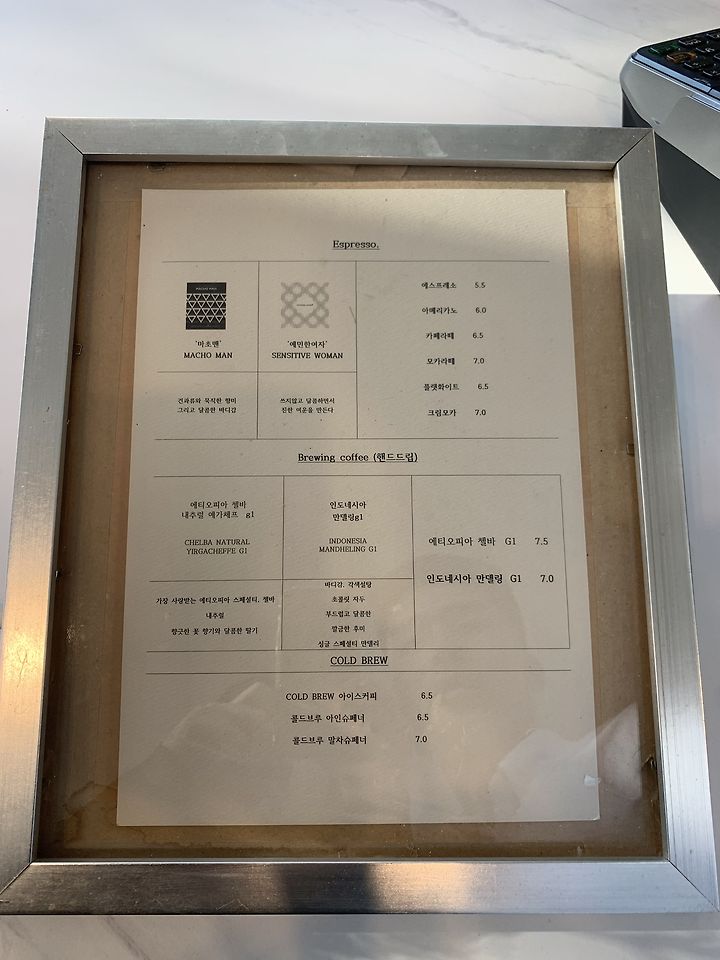 Espresso.
MACHO MAN
'마초맨'
MACHO MAN
'예민한여자'
SENSITIVE WOMAN
견과류와 묵직한 향미
그리고 달콤한 바디감
쓰지않고 달콤하면서
진한 여운을 만든다
에스프레소 5.5
아메리카노 6.0
카페라떼 6.5
모카라떼 7.0
플랫화이트 6.5
크림모카 7.0
Brewing coffee (핸드드립)
에티오피아 첼바
내추럴 예가체프 g1
CHELBA NATURAL
YIRGACHEFFE G1
인도네시아
만델링g1
INDONESIA
MANDHELING G1
가장 사랑받는 에티오피아 스페셜티. 첼바
내추럴
향긋한 꽃 향기와 달콤한 딸기
바디감. 각색설탕
초콜릿 자두
부드럽고 달콤한
깔끔한 후미
싱글 스페셜티 만델리
에티오피아 첼바 G1 7.5
인도네시아 만델링 G1 7.0
COLD BREW
COLD BREW 아이스커피 6.5
콜드브루 아인슈페너 6.5
콜드브루 말차슈페너 7.0